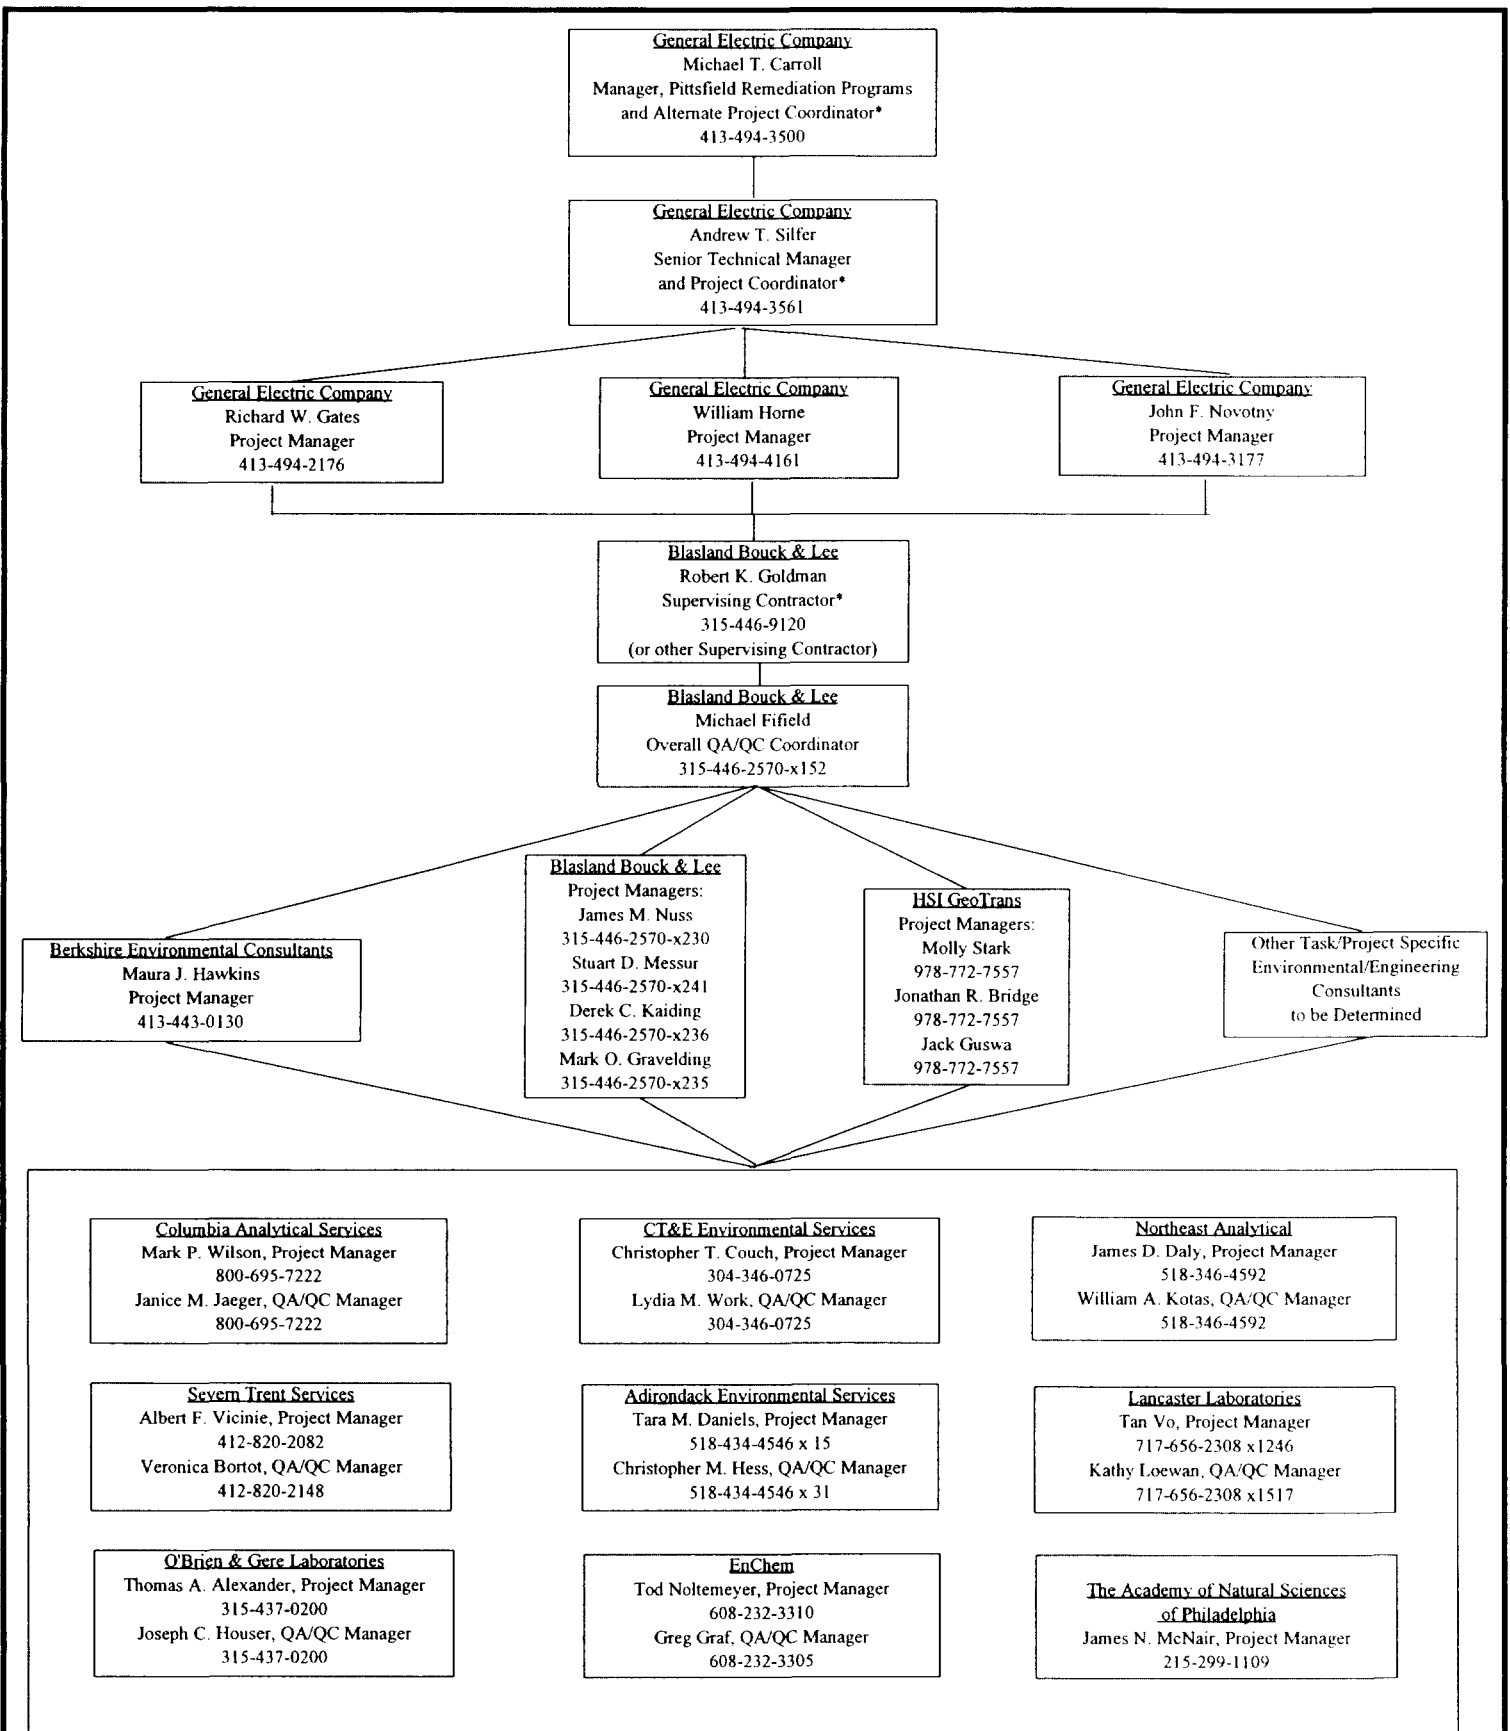 General Electric Company
Michael T. Carroll
Manager, Pittsfield Remediation Programs
and Alternate Project Coordinator*
413-494-3500
General Electric Company
Andrew T. Silfer
Senior Technical Manager
and Project Coordinator*
413-494-3561
General Electric Company
Richard W. Gates
Project Manager
413-494-2176
General Electric Company
William Horne
Project Manager
413-494-4161
General Electric Company
John F. Novotny
Project Manager
413-494-3177
Blasland Bouck & Lee
Robert K. Goldman
Supervising Contractor*
315-446-9120
(or other Supervising Contractor)
Blasland Bouck & Lee
Michael Fifield
Overall QA/QC Coordinator
315-446-2570-x152
Berkshire Environmental Consultants
Maura J. Hawkins
Project Manager
413-443-0130
Blasland Bouck & Lee
Project Managers:
James M. Nuss
315-446-2570-x230
Stuart D. Messur
315-446-2570-x241
Derek C. Kaiding
315-446-2570-x236
Mark O. Gravelding
315-446-2570-x235
HSI GeoTrans
Project Managers:
Molly Stark
978-772-7557
Jonathan R. Bridge
978-772-7557
Jack Guswa
978-772-7557
Other Task/Project Specific
Environmental/Engineering
Consultants
to be Determined
Columbia Analytical Services
Mark P. Wilson, Project Manager
800-695-7222
Janice M. Jaeger, QA/QC Manager
800-695-7222
CT&E Environmental Services
Christopher T. Couch, Project Manager
304-346-0725
Lydia M. Work, QA/QC Manager
304-346-0725
Northeast Analytical
James D. Daly, Project Manager
518-346-4592
William A. Kotas, QA/QC Manager
518-346-4592
Severn Trent Services
Albert F. Vicinie, Project Manager
412-820-2082
Veronica Bortot, QA/QC Manager
412-820-2148
Adirondack Environmental Services
Tara M. Daniels, Project Manager
518-434-4546 x 15
Christopher M. Hess, QA/QC Manager
518-434-4546 x 31
Lancaster Laboratories
Tan Vo, Project Manager
717-656-2308 x1246
Kathy Loewan, QA/QC Manager
717-656-2308 x1517
O'Brien & Gere Laboratories
Thomas A. Alexander, Project Manager
315-437-0200
Joseph C. Houser, QA/QC Manager
315-437-0200
EnChem
Tod Noltemeyer, Project Manager
608-232-3310
Greg Graf, QA/QC Manager
608-232-3305
The Academy of Natural Sciences
of Philadelphia
James N. McNair, Project Manager
215-299-1109